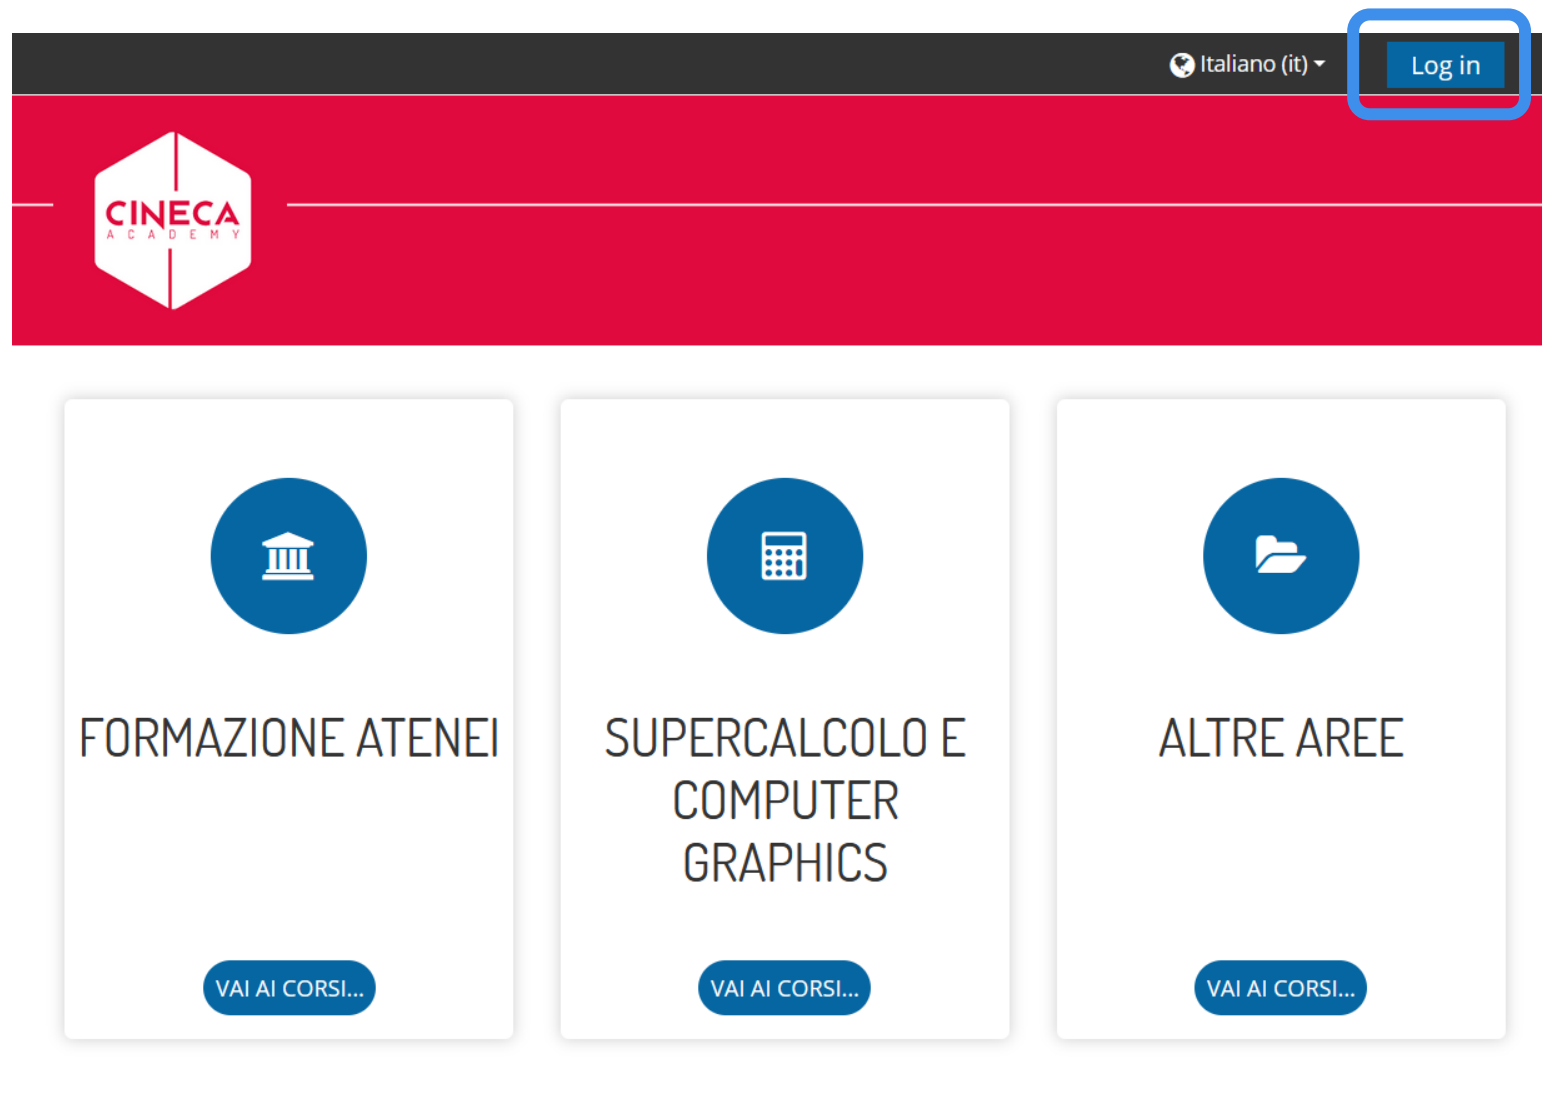 Italiano (it)
Log in
CINECA
ACADEMY
FORMAZIONE ATENEI
VAI AI CORSI...
SUPERCALCOLO E
COMPUTER
GRAPHICS
VAI AI CORSI...
ALTRE AREE
VAI AI CORSI...